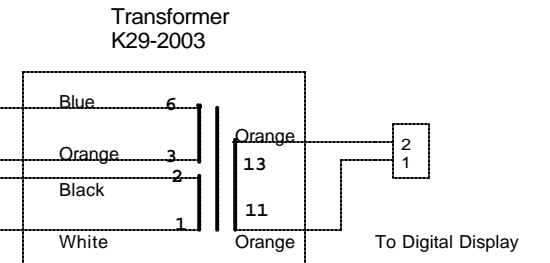 Transformer
K29-2003
Blue 6
Orange
Orange 3
13
2
Black
11
1
White
Orange
2
1
To Digital Display